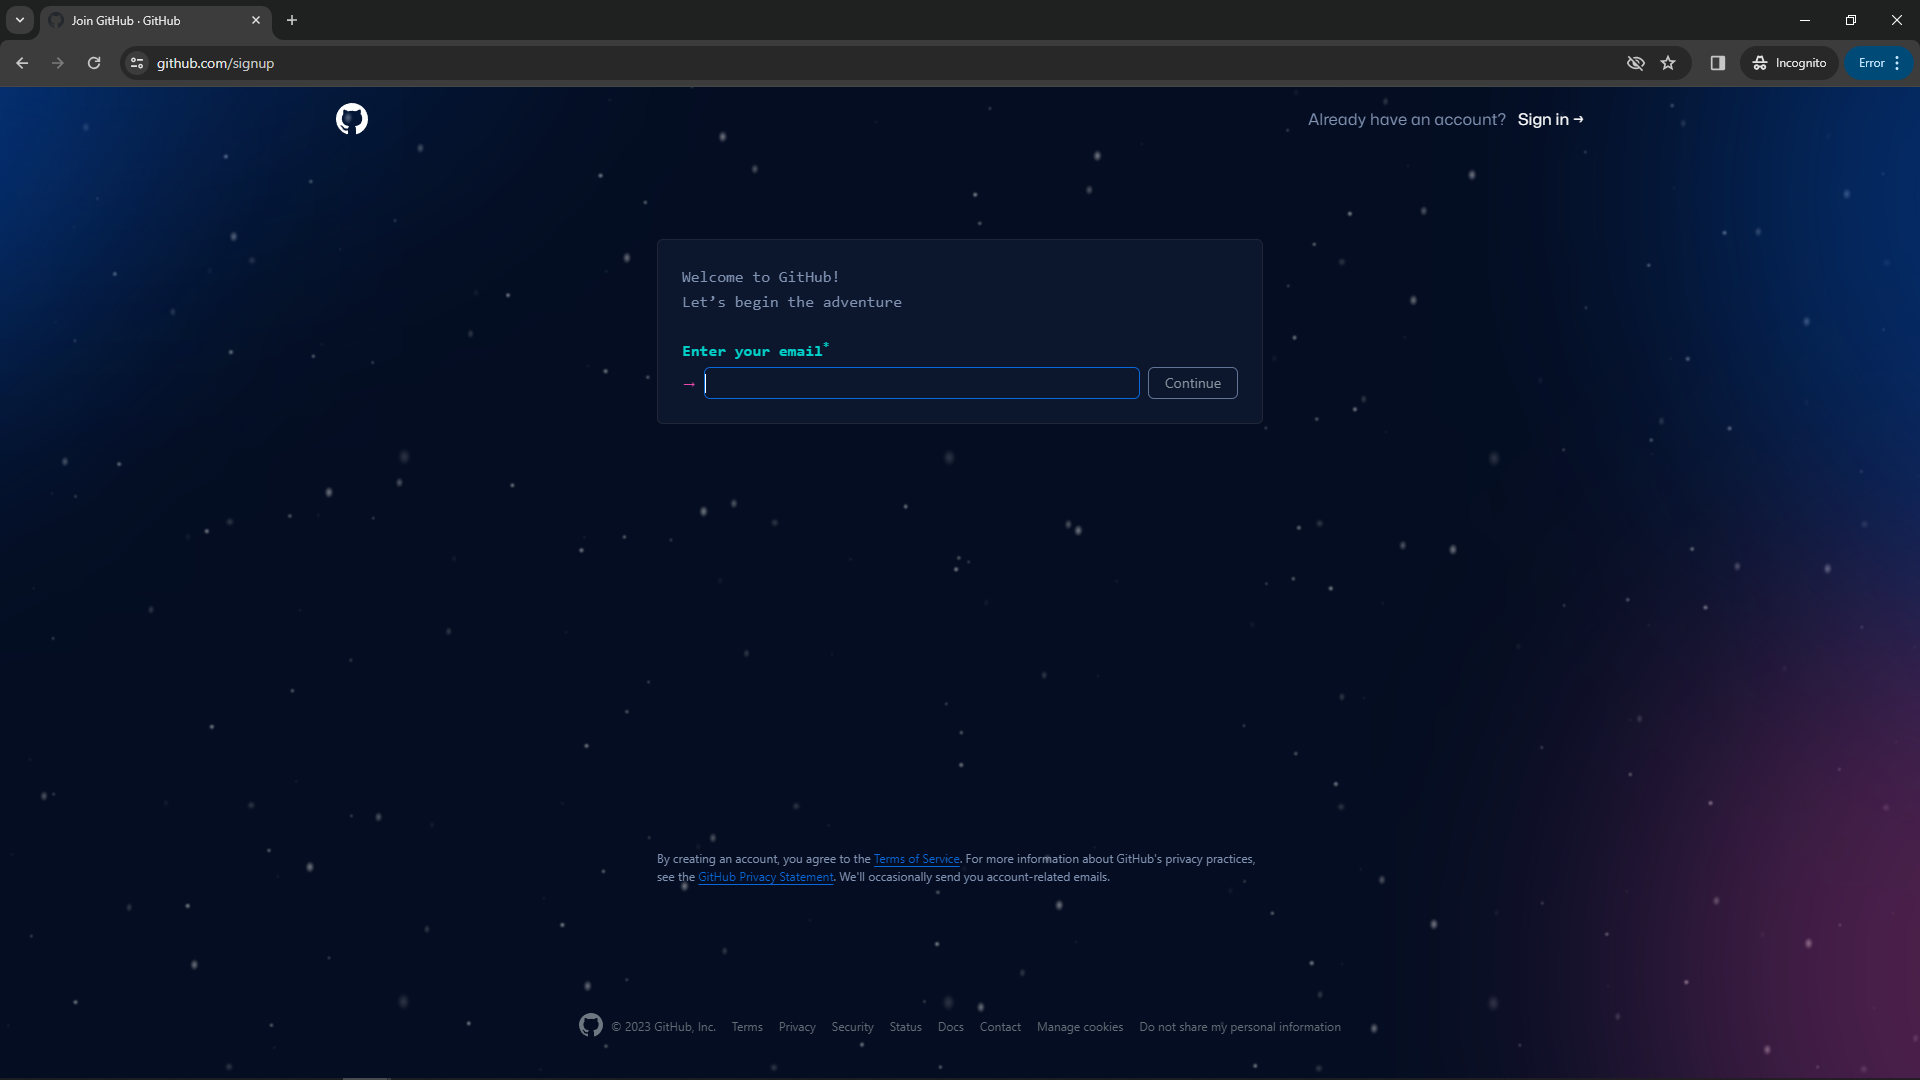 Join GitHub · GitHub
github.com/signup
Incognito
Error
Already have an account? Sign in →
Welcome to GitHub!
Let’s begin the adventure
Enter your email*
→
Continue
By creating an account, you agree to the Terms of Service. For more information about GitHub's privacy practices,
see the GitHub Privacy Statement. We'll occasionally send you account-related emails.
© 2023 GitHub, Inc. Terms Privacy Security Status Docs Contact Manage cookies Do not share my personal information